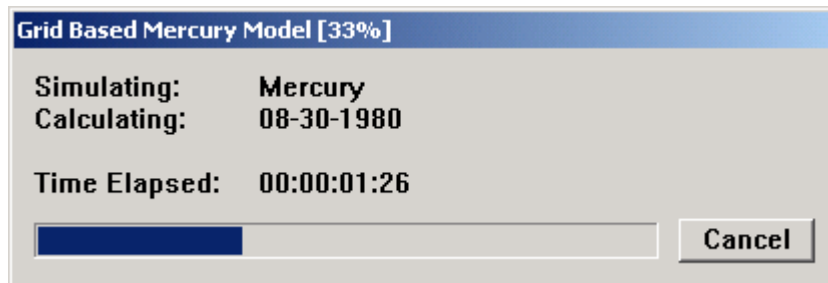 Grid Based Mercury Model [33%]
Simulating: Mercury
Calculating: 08-30-1980
Time Elapsed: 00:00:01:26
Cancel